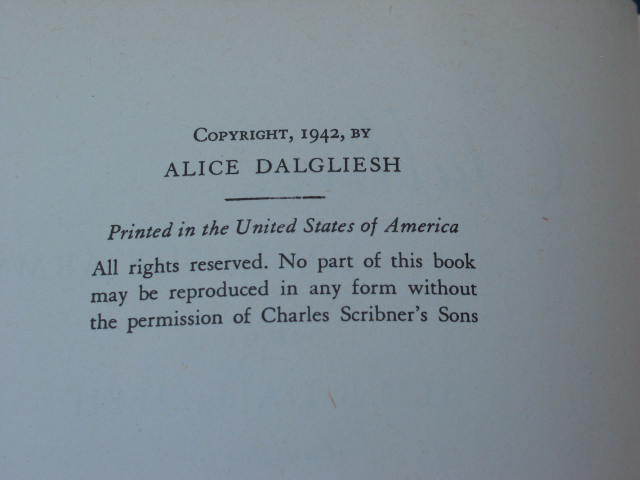 COPYRIGHT, 1942, BY
ALICE DALGLIESH
Printed in the United States of America
All rights reserved. No part of this book
may be reproduced in any form without
the permission of Charles Scribner's Sons